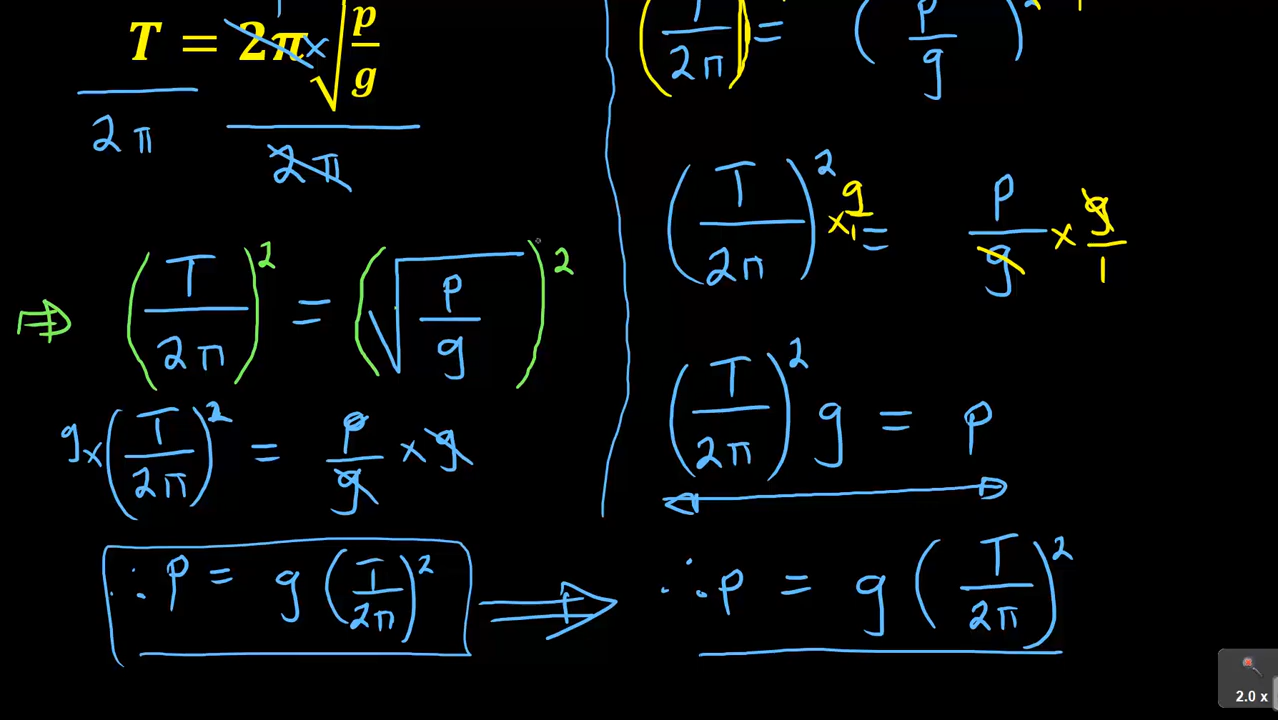 T = 2π × √(p/g)
2π 2π
⇒ (T/2π)² = (√(p/g))²
g × (T/2π)² = p/g × g
∴ p = g (T/2π)² ⇒
(T/2π) = (p/g)²
(T/2π)² × g/1 = p/g × g/1
(T/2π)² g = p
∴ p = g (T/2π)²
2.0 x